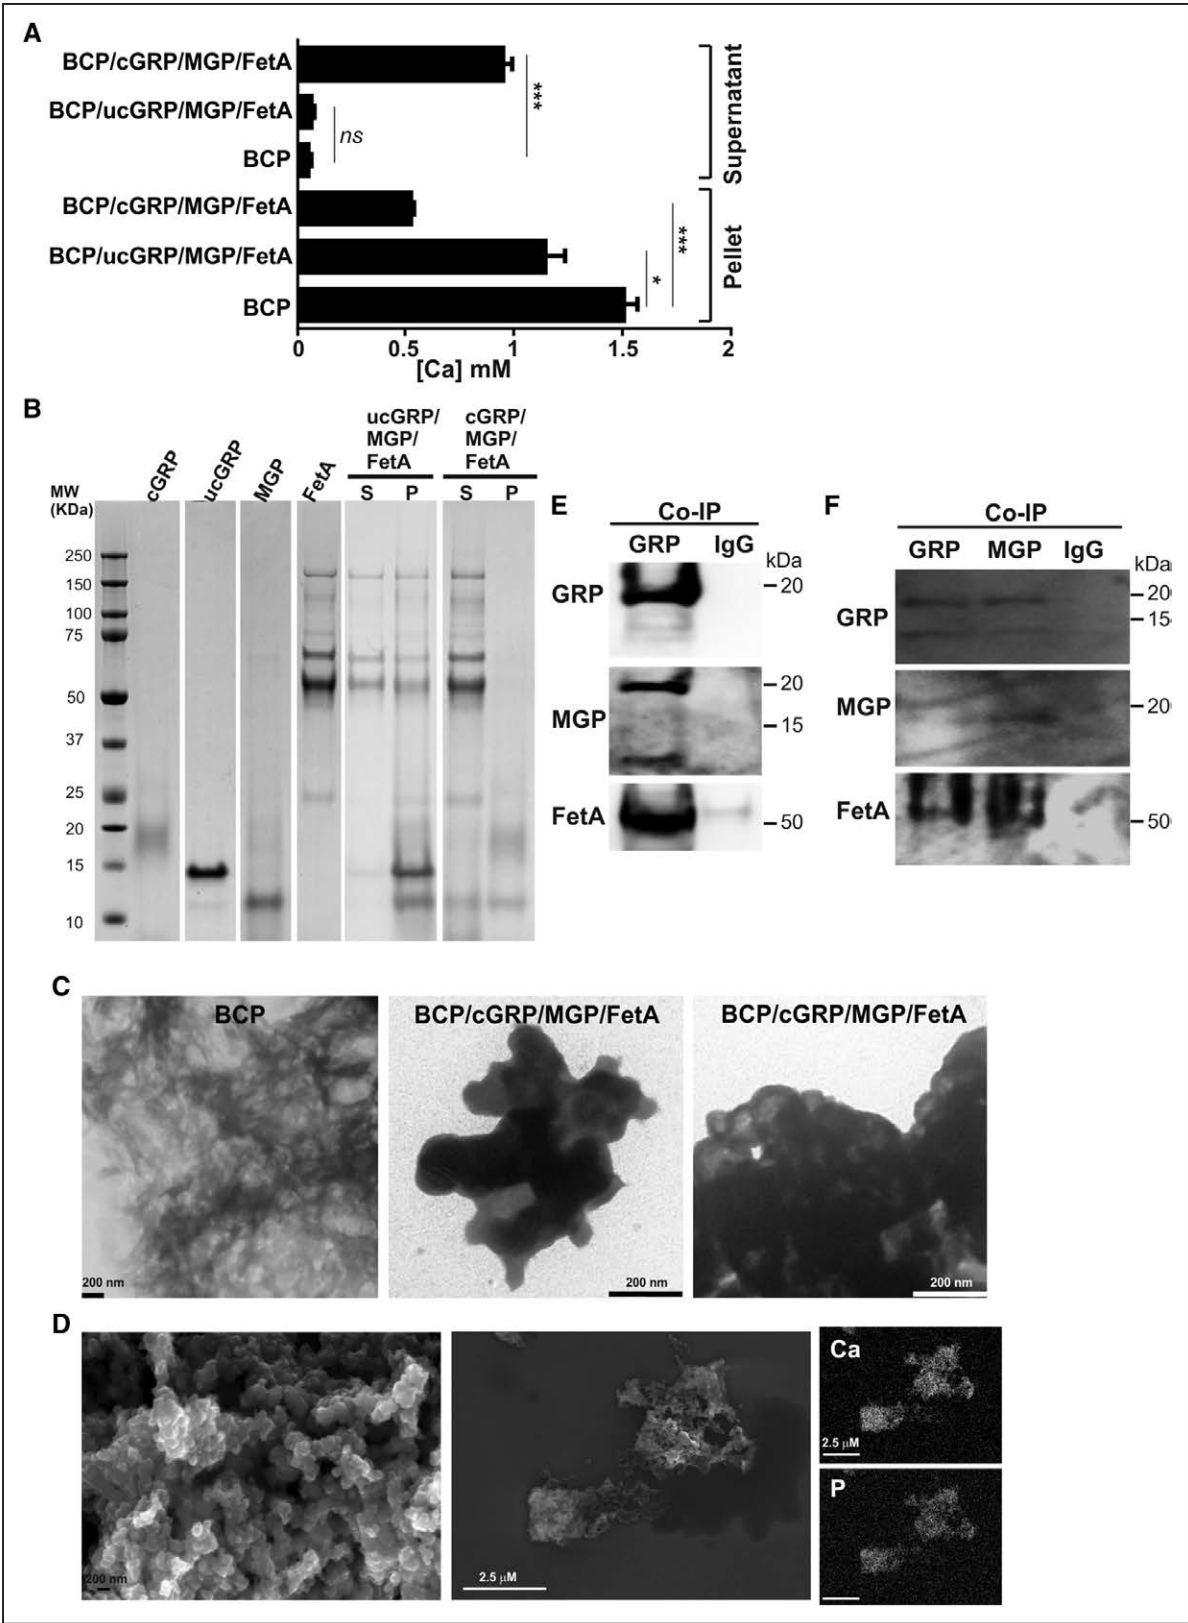 A
BCP/cGRP/MGP/FetA
BCP/ucGRP/MGP/FetA
BCP
BCP/cGRP/MGP/FetA
BCP/ucGRP/MGP/FetA
BCP
***
ns
***
*
Supernatant
Pellet
0 0.5 1 1.5 2
[Ca] mM
B
MW
(KDa)
cGRP
ucGRP
MGP
FetA
ucGRP/
MGP/
FetA
cGRP/
MGP/
FetA
S P S P
250
150
100
75
50
37
25
20
15
10
E
Co-IP
GRP IgG
kDa
GRP
20
MGP
20
15
FetA
50
F
Co-IP
GRP MGP IgG
kDa
GRP
20
15
MGP
20
FetA
50
C
BCP
BCP/cGRP/MGP/FetA
BCP/cGRP/MGP/FetA
200 nm
200 nm
200 nm
D
200 nm
2.5 µM
Ca
2.5 µM
P